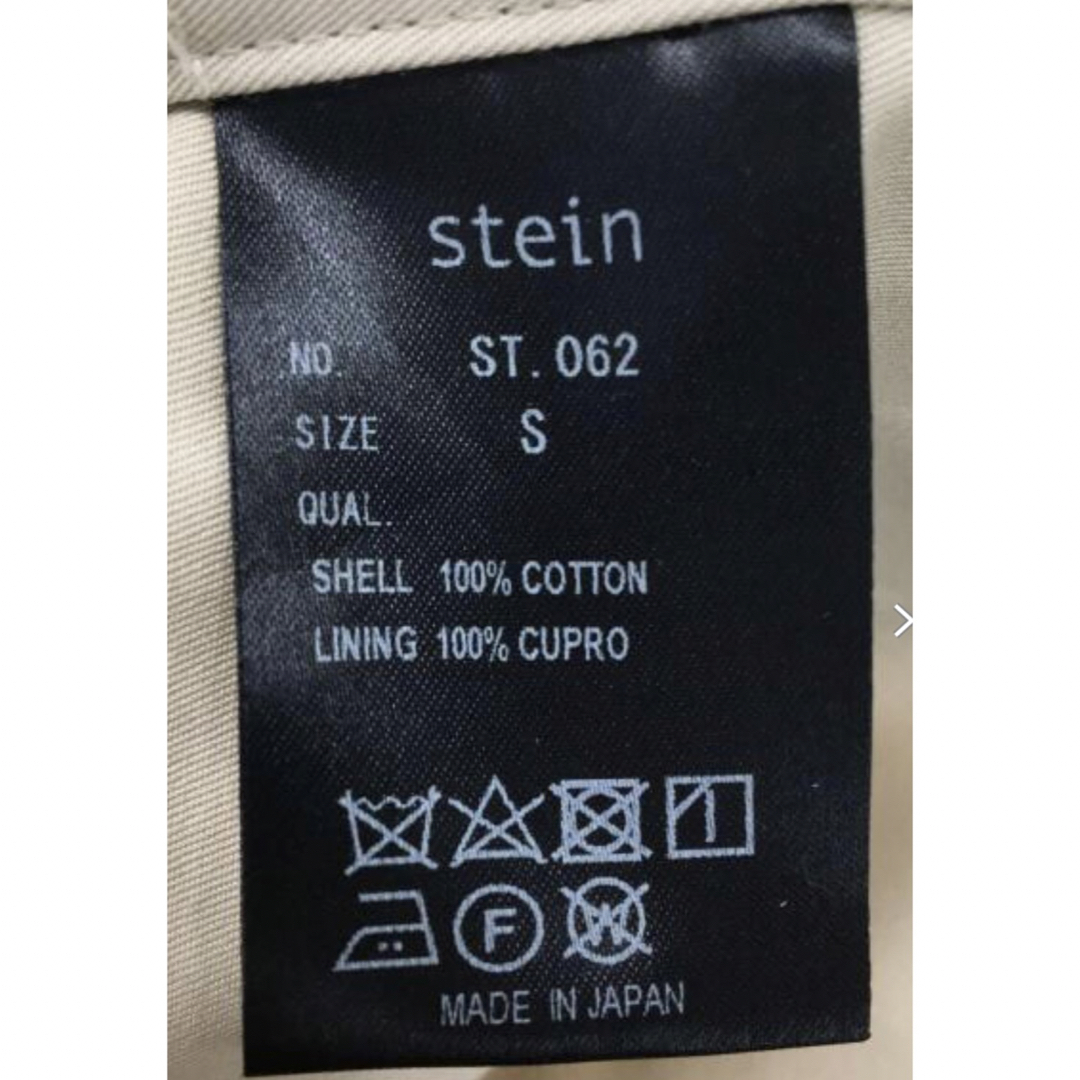 stein
NO. ST. 062
SIZE S
QUAL.
SHELL 100% COTTON
LINING 100% CUPRO
F
W
MADE IN JAPAN